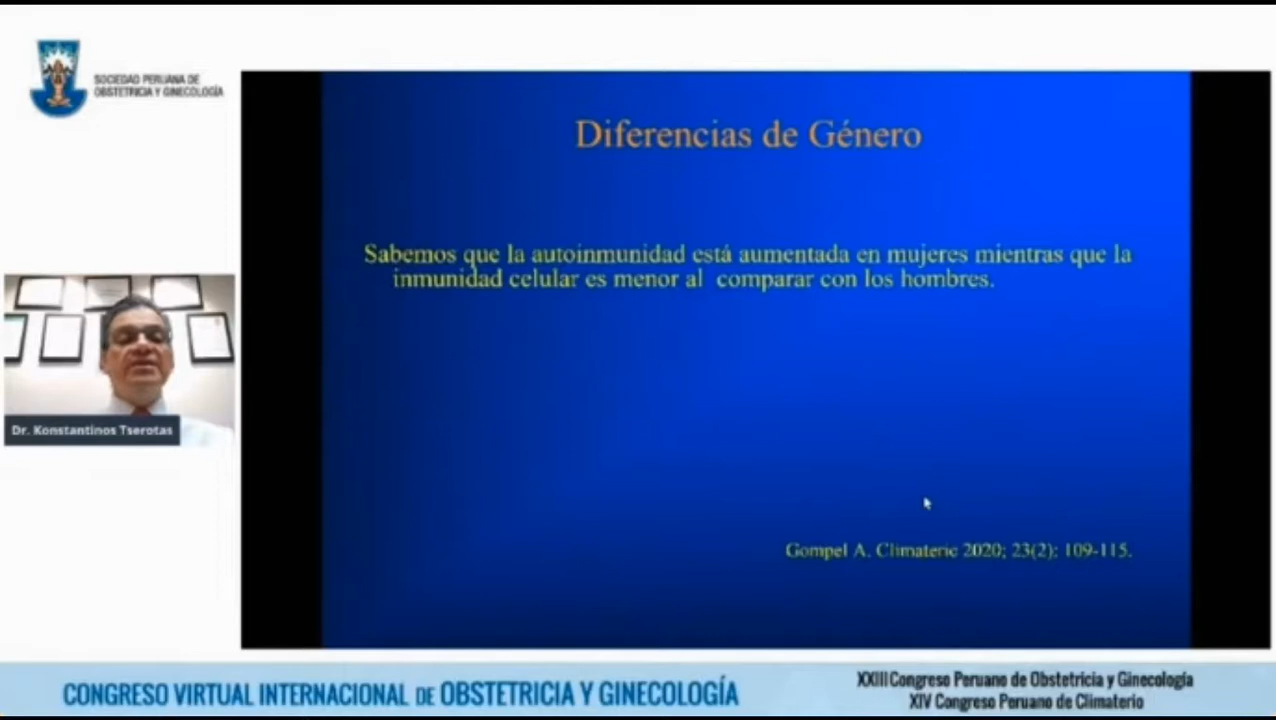 SOCIEDAD PERUANA DE
OBSTETRICIA Y GINECOLOGÍA
Diferencias de Género
Sabemos que la autoinmunidad está aumentada en mujeres mientras que la
inmunidad celular es menor al comparar con los hombres.
Dr. Konstantinos Tserotas
Gompel A. Climateric 2020; 23(2): 109-115.
CONGRESO VIRTUAL INTERNACIONAL DE OBSTETRICIA Y GINECOLOGÍA
XXIII Congreso Peruano de Obstetricia y Ginecología
XIV Congreso Peruano de Climaterio